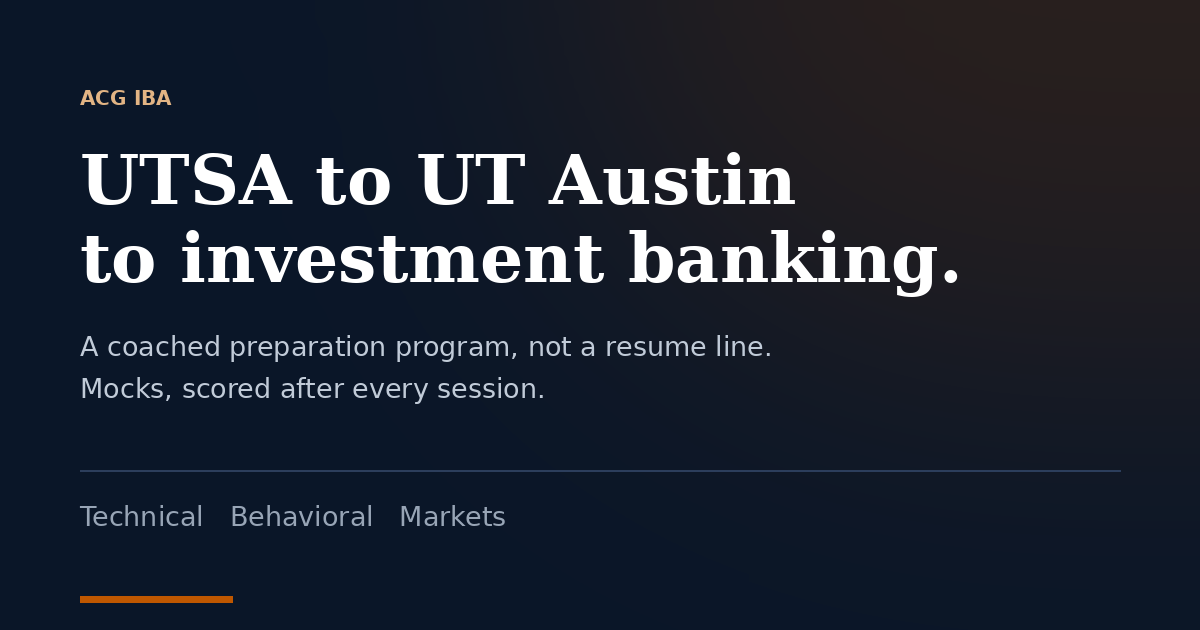 ACG IBA
UTSA to UT Austin
to investment banking.
A coached preparation program, not a resume line.
Mocks, scored after every session.
Technical Behavioral Markets